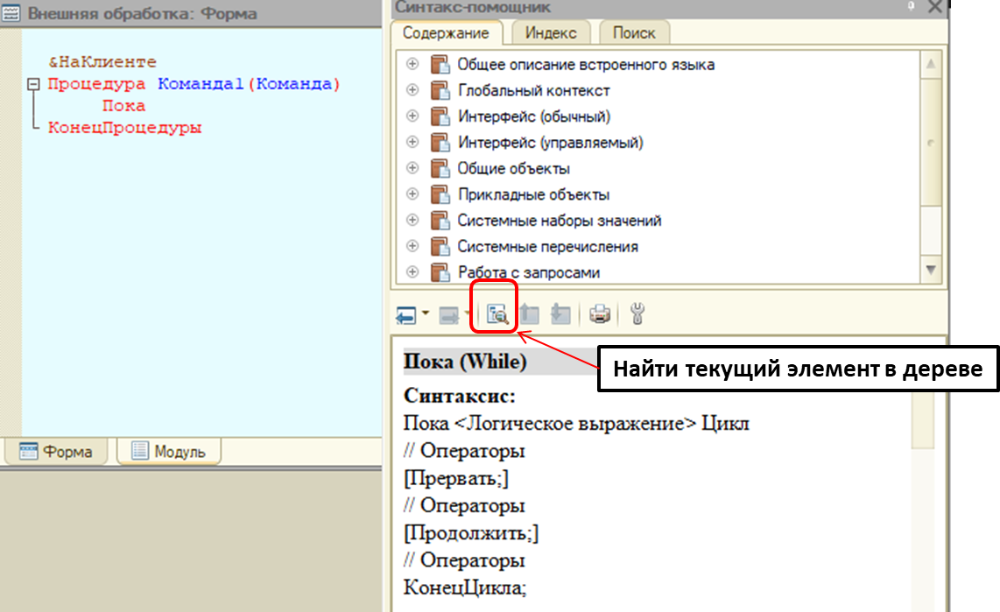 Внешняя обработка: Форма
&НаКлиенте
Процедура Команда1(Команда)
Пока
КонецПроцедуры
Форма
Модуль
Синтакс-помощник
Содержание Индекс Поиск
Общее описание встроенного языка
Глобальный контекст
Интерфейс (обычный)
Интерфейс (управляемый)
Общие объекты
Прикладные объекты
Системные наборы значений
Системные перечисления
Работа с запросами
Найти текущий элемент в дереве
Пока (While)
Синтаксис:
Пока <Логическое выражение> Цикл
// Операторы
[Прервать;]
// Операторы
[Продолжить;]
// Операторы
КонецЦикла;